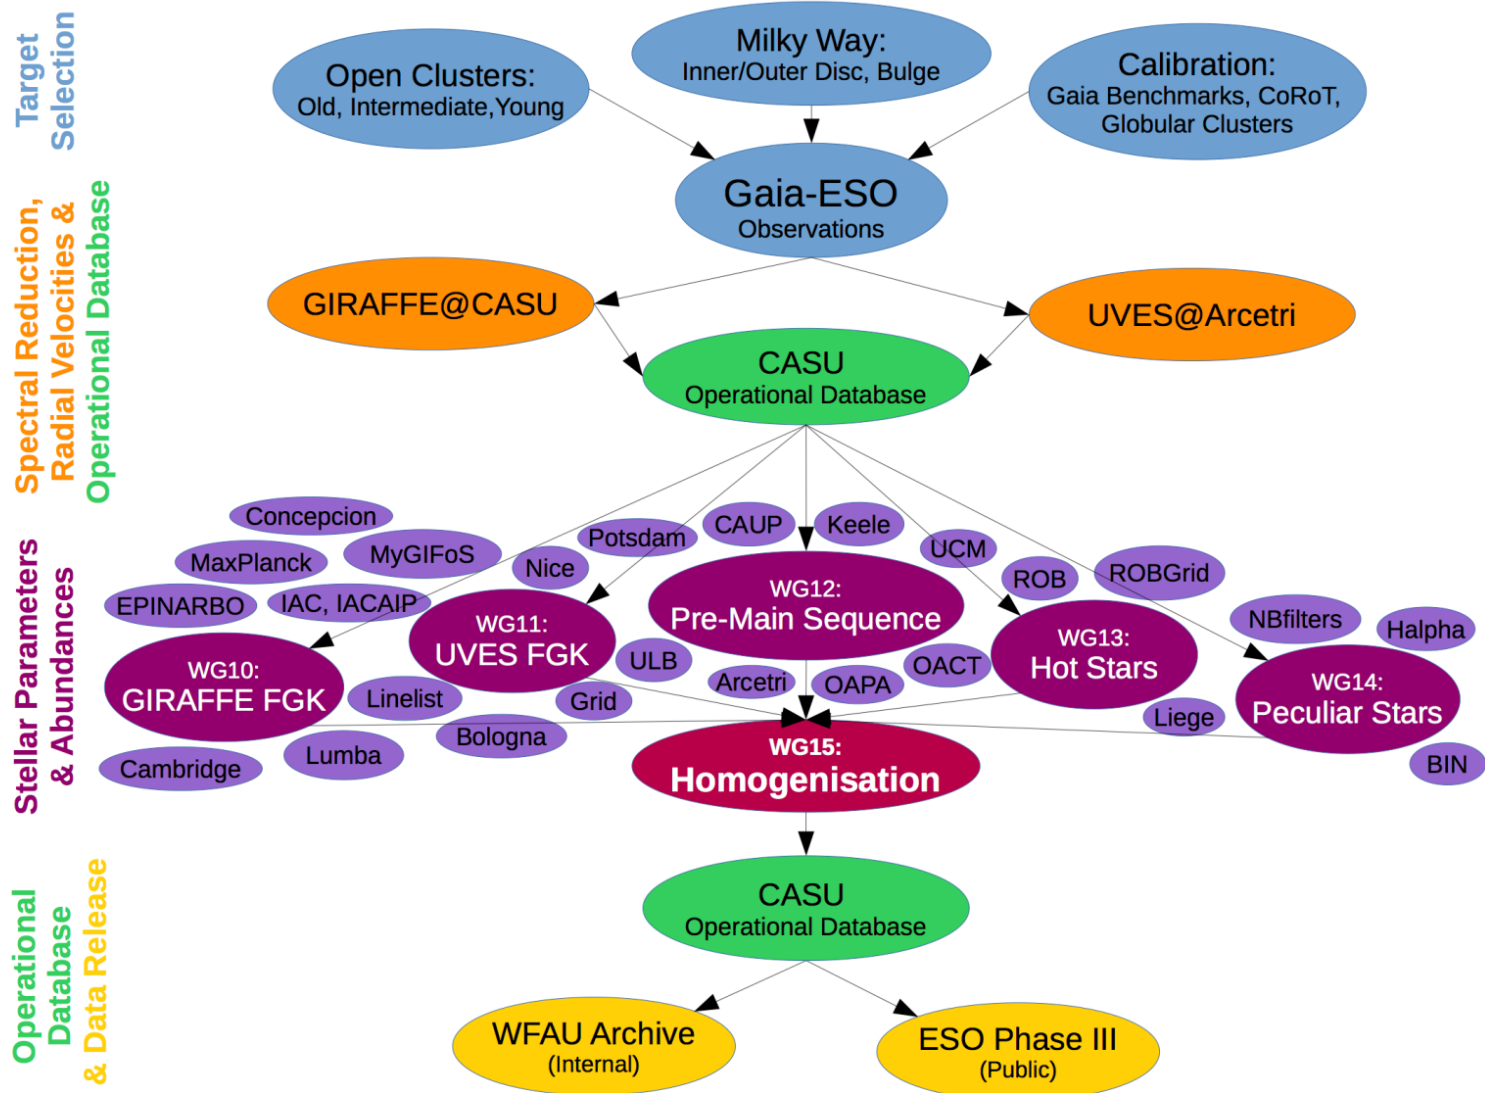 Target
Selection
Open Clusters:
Old, Intermediate,Young
Milky Way:
Inner/Outer Disc, Bulge
Calibration:
Gaia Benchmarks, CoRoT,
Globular Clusters
Gaia-ESO
Observations
Spectral Reduction,
Radial Velocities &
Operational Database
GIRAFFE@CASU
UVES@Arcetri
CASU
Operational Database
Stellar Parameters
& Abundances
Concepcion
MaxPlanck
MyGIFoS
EPINARBO
IAC, IACAIP
Nice
Potsdam
CAUP
Keele
UCM
ROB
ROBGrid
NBfilters
Halpha
WG10:
GIRAFFE FGK
WG11:
UVES FGK
WG12:
Pre-Main Sequence
WG13:
Hot Stars
WG14:
Peculiar Stars
Linelist
ULB
Grid
Arcetri
OAPA
OACT
Liege
Cambridge
Lumba
Bologna
BIN
WG15:
Homogenisation
Operational
Database
& Data Release
CASU
Operational Database
WFAU Archive
(Internal)
ESO Phase III
(Public)